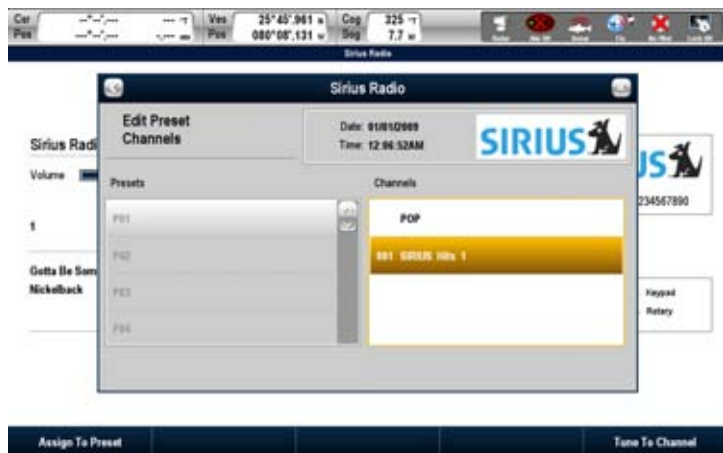 Csr --°--'.--- --- °T Ves 25°45'.961 N Cog 325 °T
Pos --°--'.--- -.--- nm Pos 080°08'.131 W Sog 7.7 kt
Sirius Radio
Sirius Radio
Edit Preset
Channels
Date: 01/01/2009
Time: 12:06:52AM
SIRIUS
Sirius Radi
Volume
US
234567890
Presets
Channels
P01
POP
1
P02
001 SIRIUS Hits 1
Gotta Be Som
Nickelback
P03
Keypad
Rotary
P04
Assign To Preset
Tune To Channel